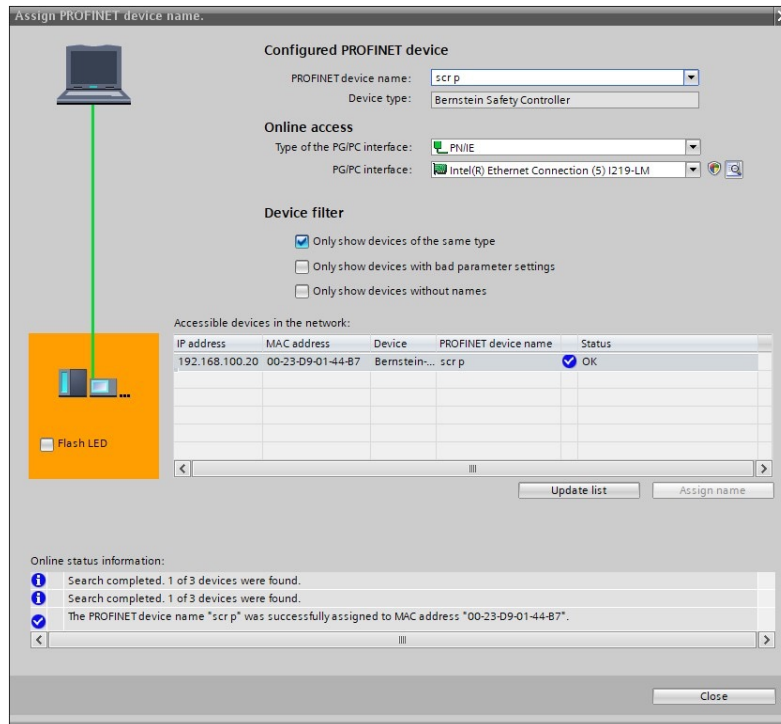 Assign PROFINET device name.
Configured PROFINET device
PROFINET device name: scr p
Device type: Bernstein Safety Controller
Online access
Type of the PG/PC interface: PN/IE
PG/PC interface: Intel(R) Ethernet Connection (5) I219-LM
Device filter
Only show devices of the same type
Only show devices with bad parameter settings
Only show devices without names
Accessible devices in the network:
IP address MAC address Device PROFINET device name Status
192.168.100.20 00-23-D9-01-44-B7 Bernstein-... scr p OK
Flash LED
Update list Assign name
Online status information:
Search completed. 1 of 3 devices were found.
Search completed. 1 of 3 devices were found.
The PROFINET device name "scr p" was successfully assigned to MAC address "00-23-D9-01-44-B7".
Close